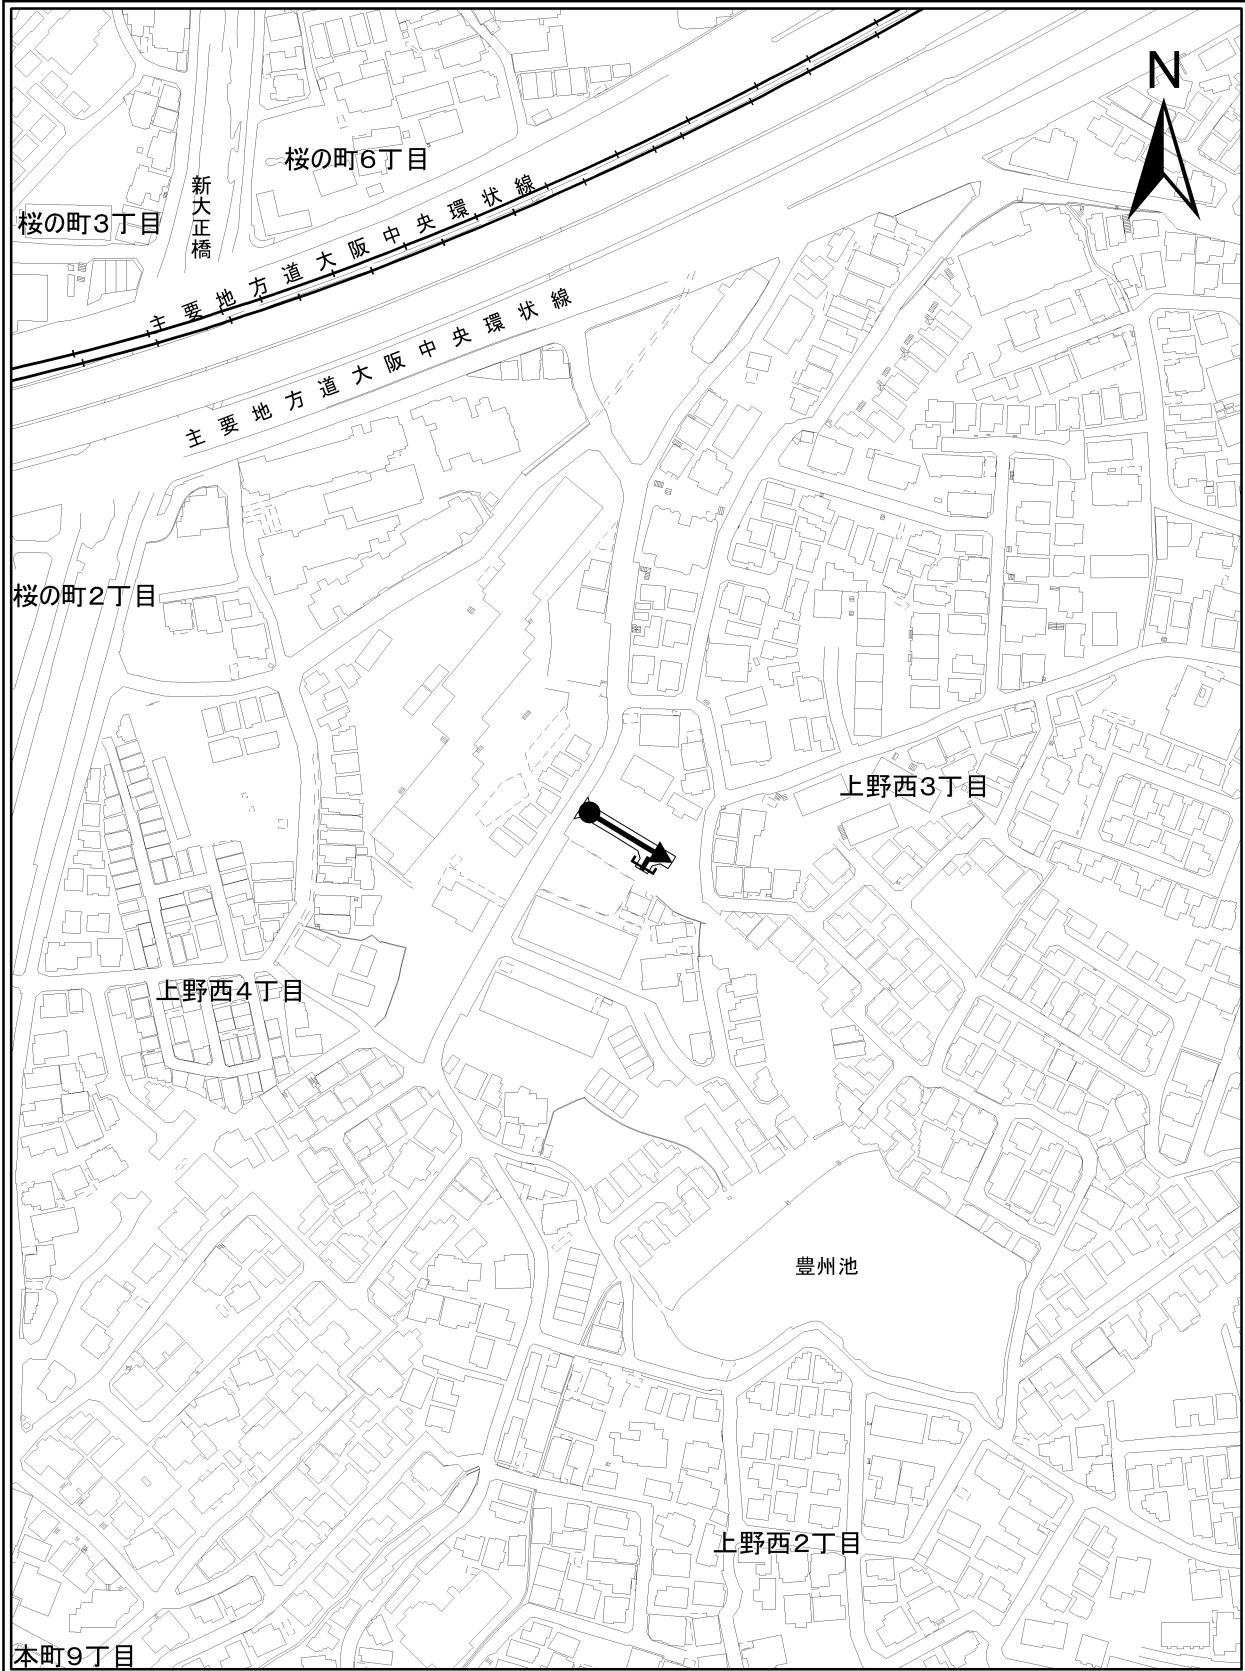 N
桜の町6丁目
新大正橋
桜の町3丁目
主要地方道大阪中央環状線
主要地方道大阪中央環状線
桜の町2丁目
上野西3丁目
上野西4丁目
豊州池
上野西2丁目
本町9丁目